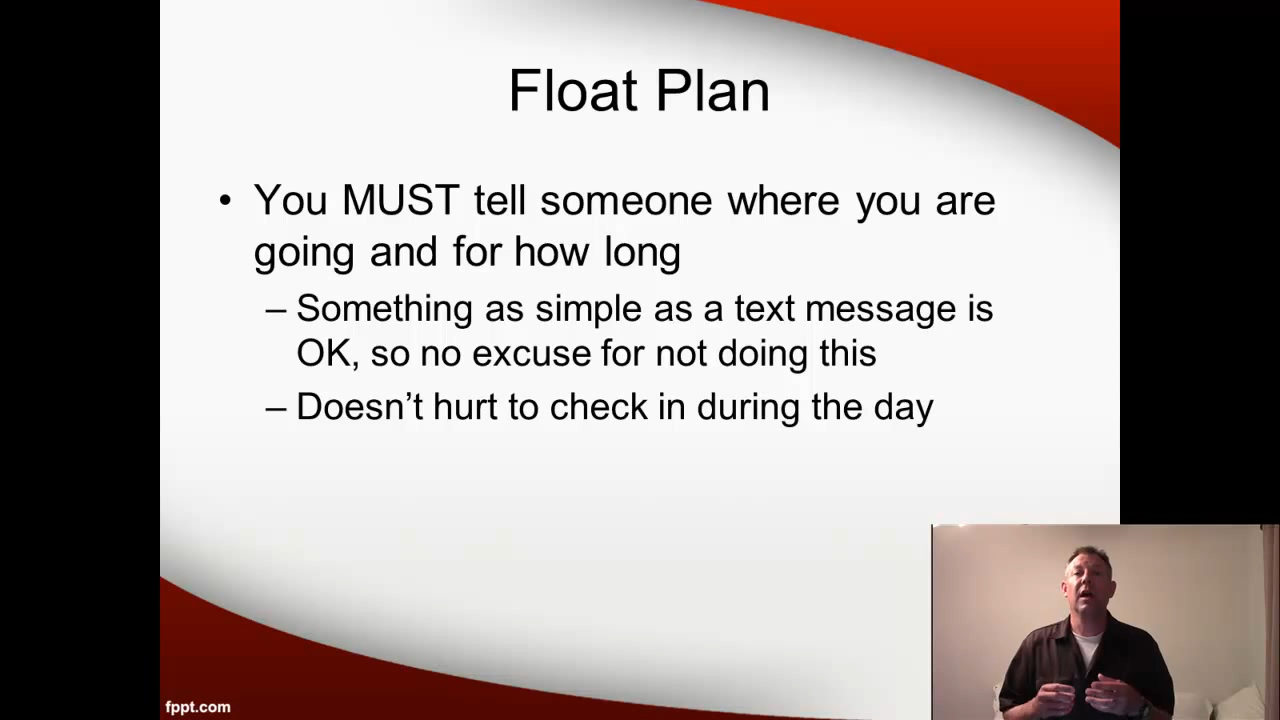 Float Plan
• You MUST tell someone where you are
going and for how long
– Something as simple as a text message is
OK, so no excuse for not doing this
– Doesn’t hurt to check in during the day
fppt.com